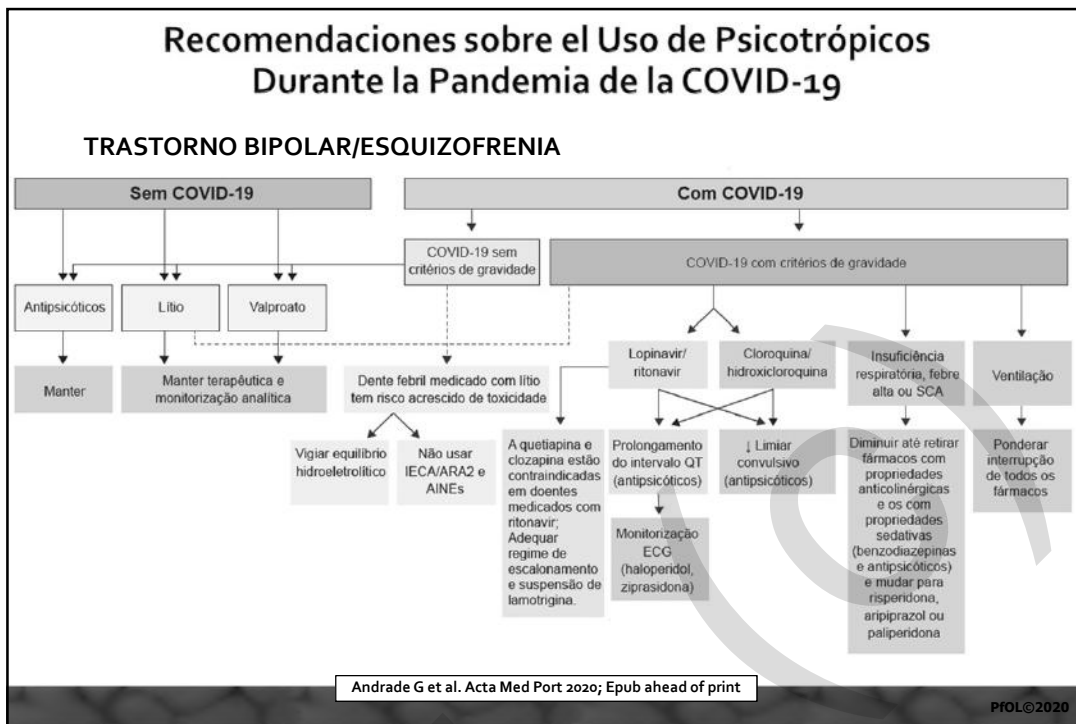 Recomendaciones sobre el Uso de Psicotrópicos
Durante la Pandemia de la COVID-19
TRASTORNO BIPOLAR/ESQUIZOFRENIA
Sem COVID-19
Com COVID-19
COVID-19 sem
critérios de gravidade
COVID-19 com critérios de gravidade
Antipsicóticos
Lítio
Valproato
Lopinavir/
ritonavir
Cloroquina/
hidroxicloroquina
Insuficiência
respiratória, febre
alta ou SCA
Ventilação
Manter
Manter terapêutica e
monitorização analítica
Dente febril medicado com lítio
tem risco acrescido de toxicidade
Vigiar equilíbrio
hidroeletrolítico
Não usar
IECA/ARA2 e
AINEs
A quetiapina e
clozapina estão
contraindicadas
em doentes
medicados com
ritonavir;
Adequar
regime de
escalonamento
e suspensão de
lamotrigina.
Prolongamento
do intervalo QT
(antipsicóticos)
↓ Limiar
convulsivo
(antipsicóticos)
Diminuir até retirar
fármacos com
propriedades
anticolinérgicas
e os com
propriedades
sedativas
(benzodiazepinas
e antipsicóticos)
e mudar para
risperidona,
aripiprazol ou
paliperidona
Ponderar
interrupção
de todos os
fármacos
Monitorização
ECG
(haloperidol,
ziprasidona)
Andrade G et al. Acta Med Port 2020; Epub ahead of print
PfOL©2020